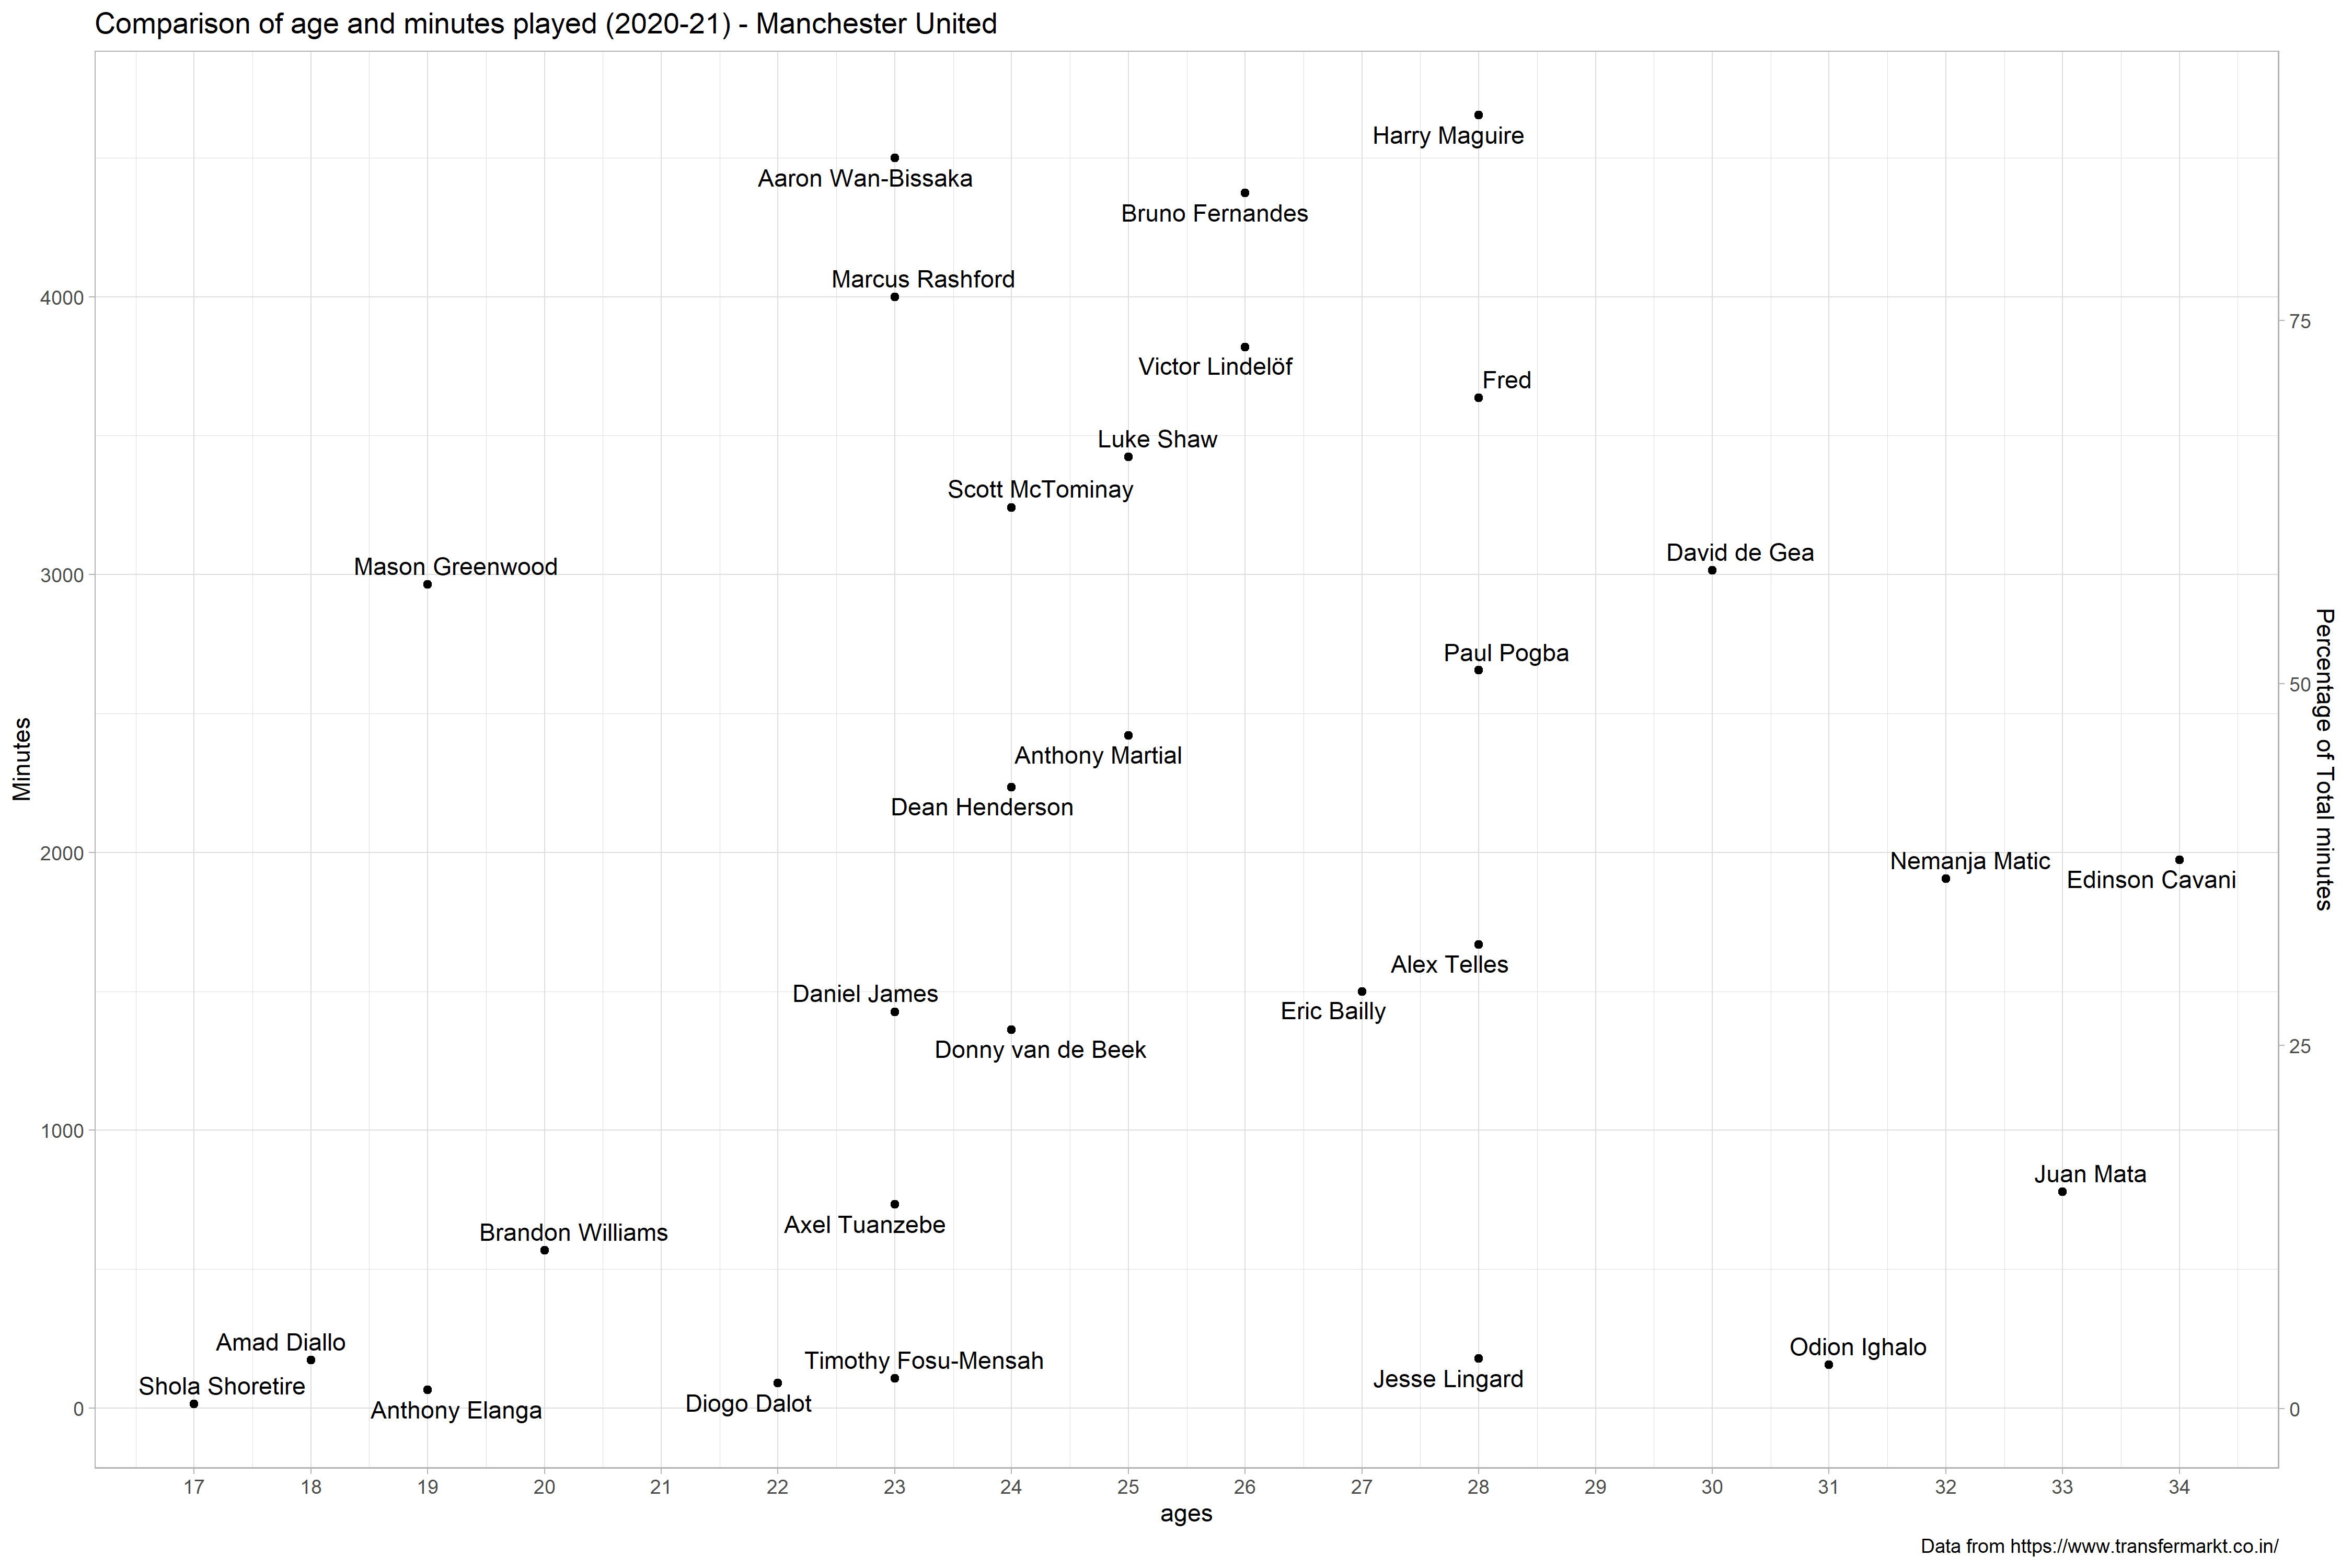 Comparison of age and minutes played (2020-21) - Manchester United
Harry Maguire
Aaron Wan-Bissaka
Bruno Fernandes
Marcus Rashford
4000
75
Victor Lindelöf
Fred
Luke Shaw
Scott McTominay
David de Gea
Mason Greenwood
3000
Paul Pogba
50
Anthony Martial
Minutes
Percentage of Total minutes
Dean Henderson
2000
Nemanja Matic
Edinson Cavani
Alex Telles
Daniel James
Eric Bailly
25
Donny van de Beek
1000
Juan Mata
Axel Tuanzebe
Brandon Williams
Amad Diallo
Odion Ighalo
Timothy Fosu-Mensah
Jesse Lingard
Shola Shoretire
Diogo Dalot
Anthony Elanga
0
0
17 18 19 20 21 22 23 24 25 26 27 28 29 30 31 32 33 34
ages
Data from https://www.transfermarkt.co.in/